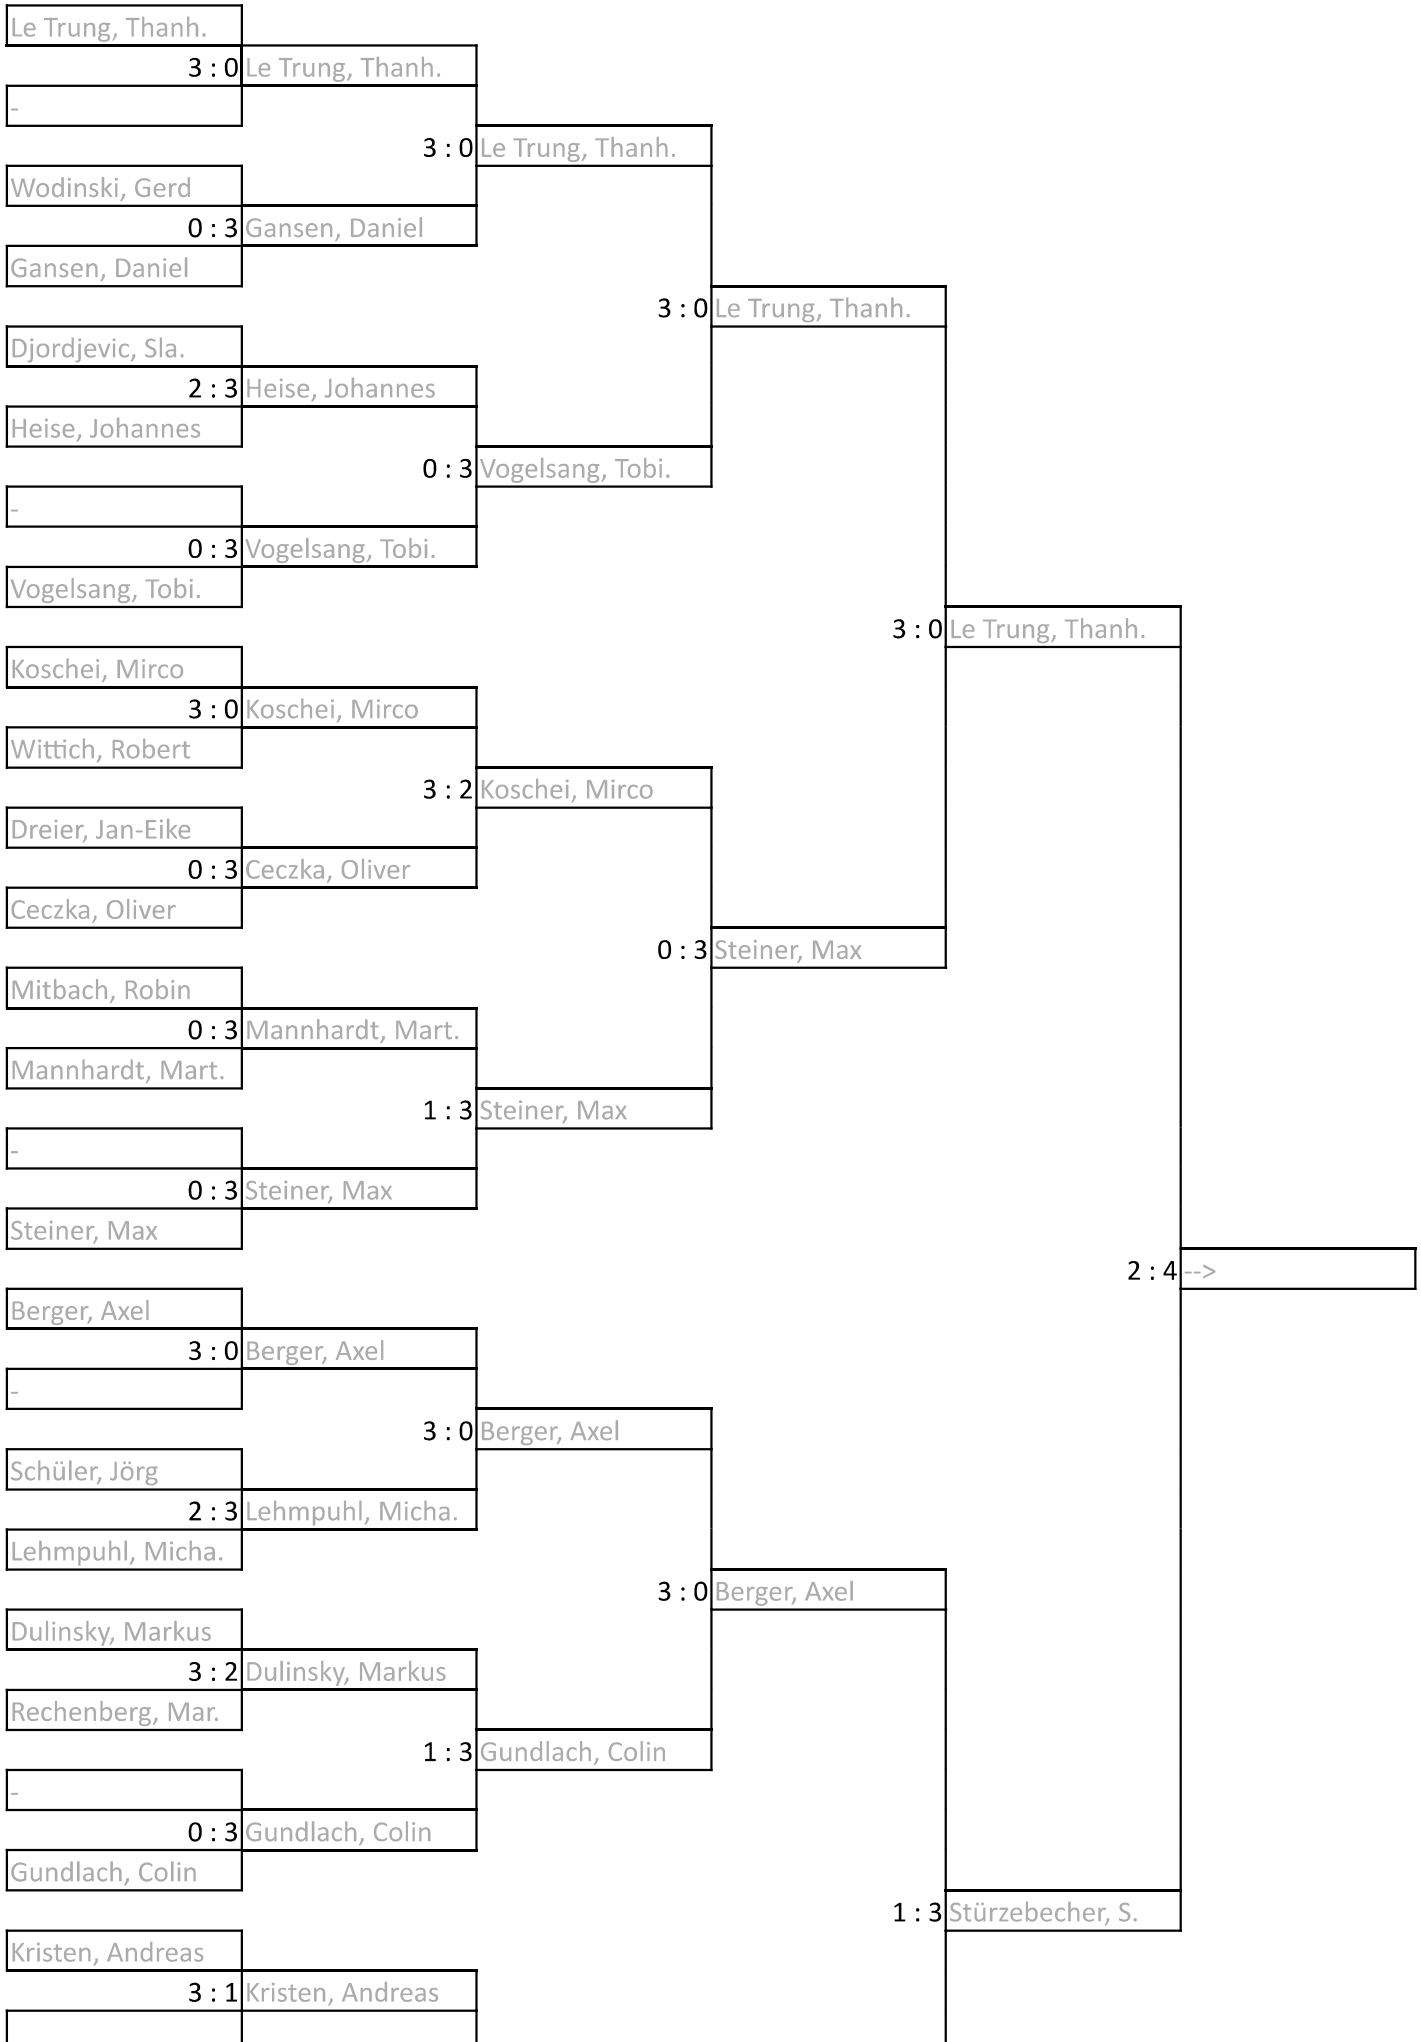 Le Trung, Thanh.
3 : 0 Le Trung, Thanh.
-
3 : 0 Le Trung, Thanh.
Wodinski, Gerd
0 : 3 Gansen, Daniel
Gansen, Daniel
3 : 0 Le Trung, Thanh.
Djordjevic, Sla.
2 : 3 Heise, Johannes
Heise, Johannes
0 : 3 Vogelsang, Tobi.
-
0 : 3 Vogelsang, Tobi.
Vogelsang, Tobi.
3 : 0 Le Trung, Thanh.
Koschei, Mirco
3 : 0 Koschei, Mirco
Wittich, Robert
3 : 2 Koschei, Mirco
Dreier, Jan-Eike
0 : 3 Ceczka, Oliver
Ceczka, Oliver
0 : 3 Steiner, Max
Mitbach, Robin
0 : 3 Mannhardt, Mart.
Mannhardt, Mart.
1 : 3 Steiner, Max
-
0 : 3 Steiner, Max
Steiner, Max
2 : 4 -->
Berger, Axel
3 : 0 Berger, Axel
-
3 : 0 Berger, Axel
Schüler, Jörg
2 : 3 Lehmpuhl, Micha.
Lehmpuhl, Micha.
3 : 0 Berger, Axel
Dulinsky, Markus
3 : 2 Dulinsky, Markus
Rechenberg, Mar.
1 : 3 Gundlach, Colin
-
0 : 3 Gundlach, Colin
Gundlach, Colin
1 : 3 Stürzebecher, S.
Kristen, Andreas
3 : 1 Kristen, Andreas